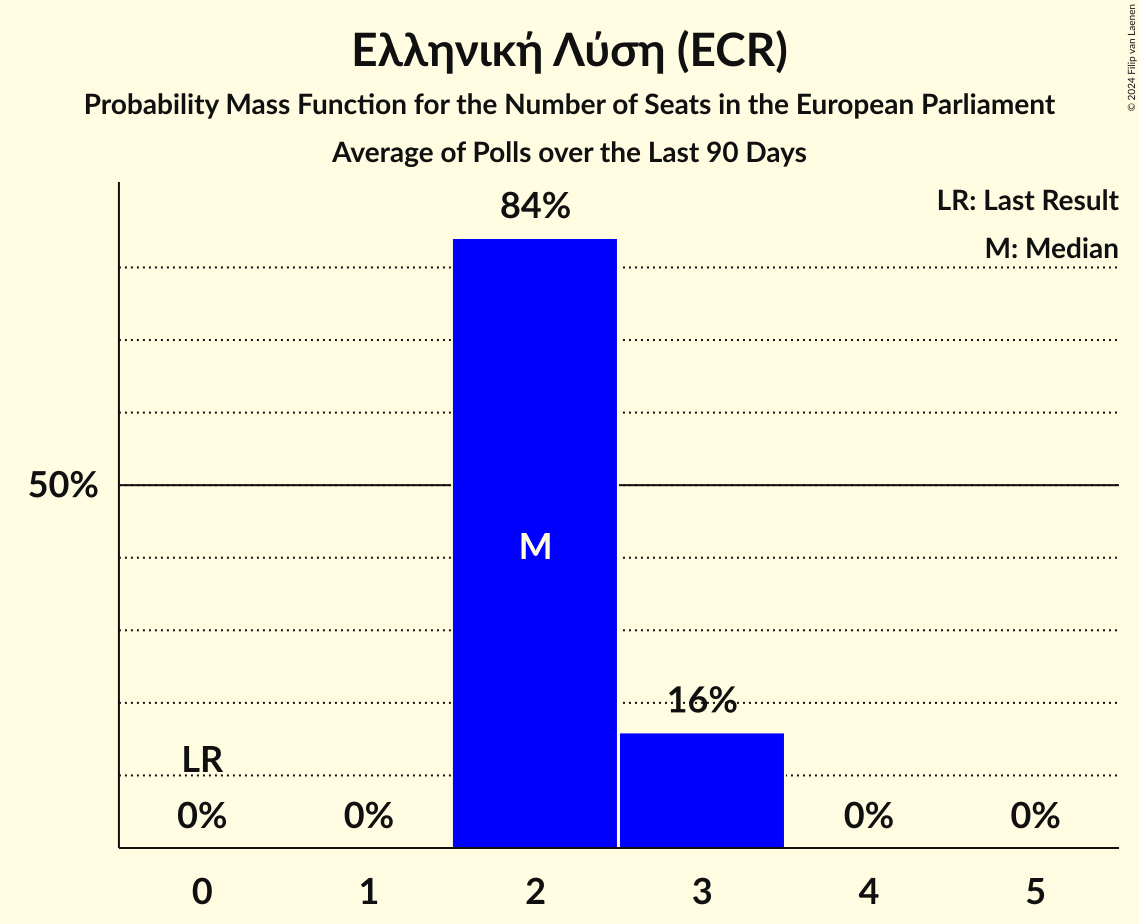 Ελληνική Λύση (ECR)
Probability Mass Function for the Number of Seats in the European Parliament
Average of Polls over the Last 90 Days
© 2024 Filip van Laenen
LR: Last Result
M: Median
84%
50%
M
16%
LR
0%
0%
0%
0%
0
1
2
3
4
5